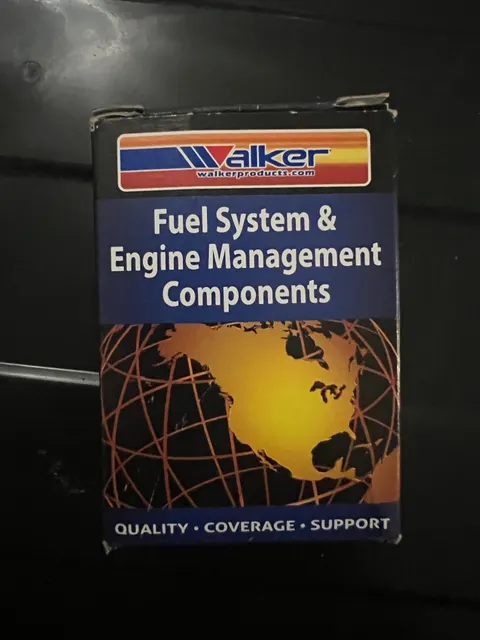 Walker
walkerproducts.com
Fuel System &
Engine Management
Components
QUALITY • COVERAGE • SUPPORT